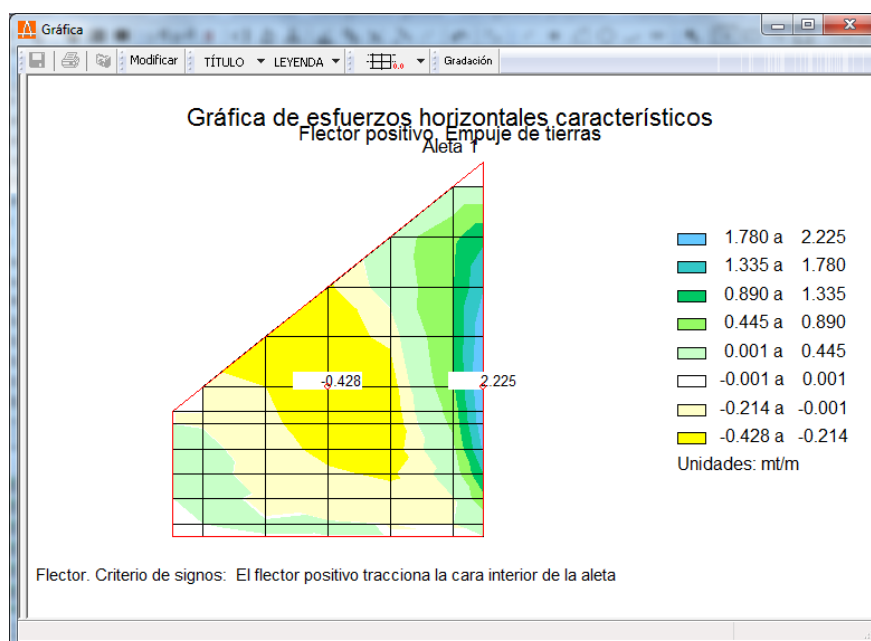 Gráfica
Modificar TÍTULO LEYENDA 0,0 Gradación
Gráfica de esfuerzos horizontales característicos
Flector positivo. Empuje de tierras
Aleta 1
1.780 a 2.225
1.335 a 1.780
0.890 a 1.335
0.445 a 0.890
0.001 a 0.445
-0.001 a 0.001
-0.214 a -0.001
-0.428 a -0.214
Unidades: mt/m
-0.428 2.225
Flector. Criterio de signos: El flector positivo tracciona la cara interior de la aleta